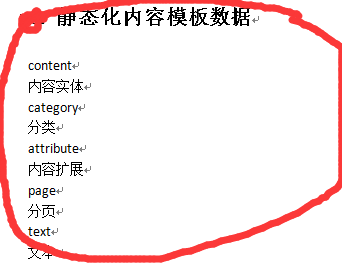 静态化内容模板数据
content
内容实体
category
分类
attribute
内容扩展
page
分页
text
文本